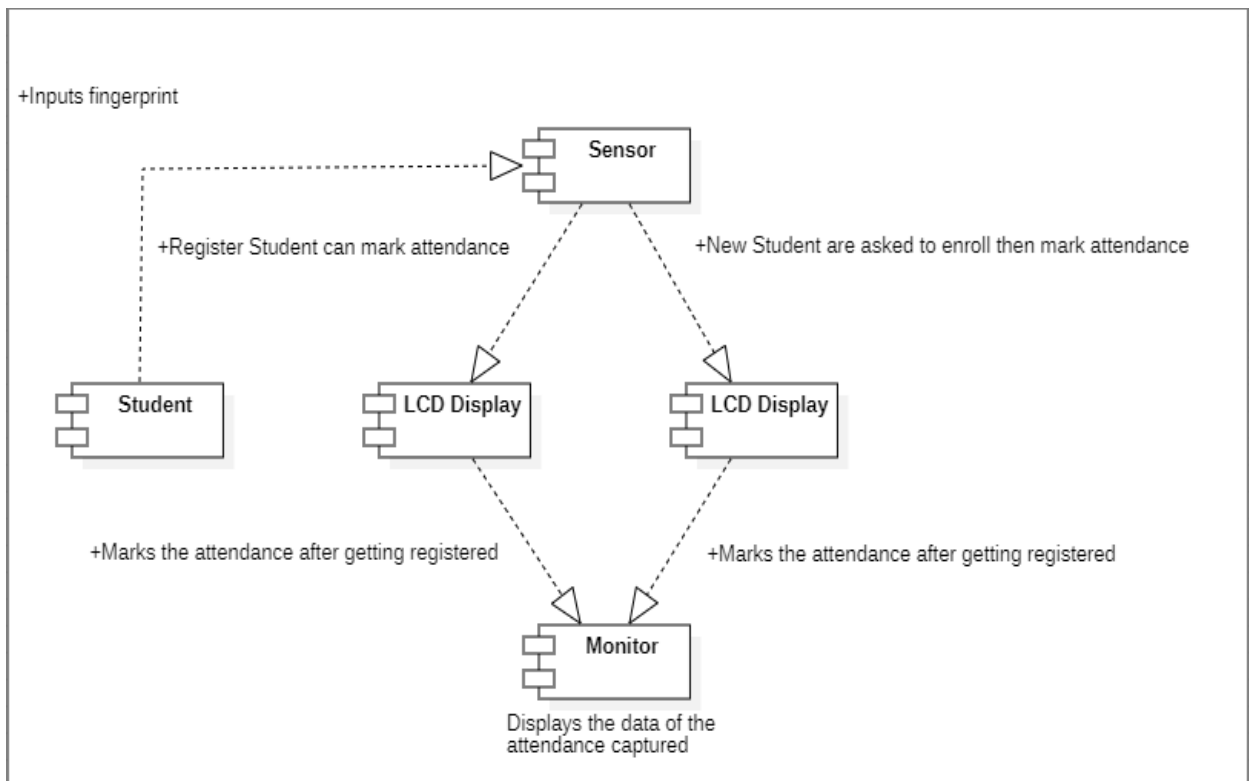 +Inputs fingerprint
Sensor
+Register Student can mark attendance
+New Student are asked to enroll then mark attendance
Student
LCD Display
LCD Display
+Marks the attendance after getting registered
+Marks the attendance after getting registered
Monitor
Displays the data of the
attendance captured